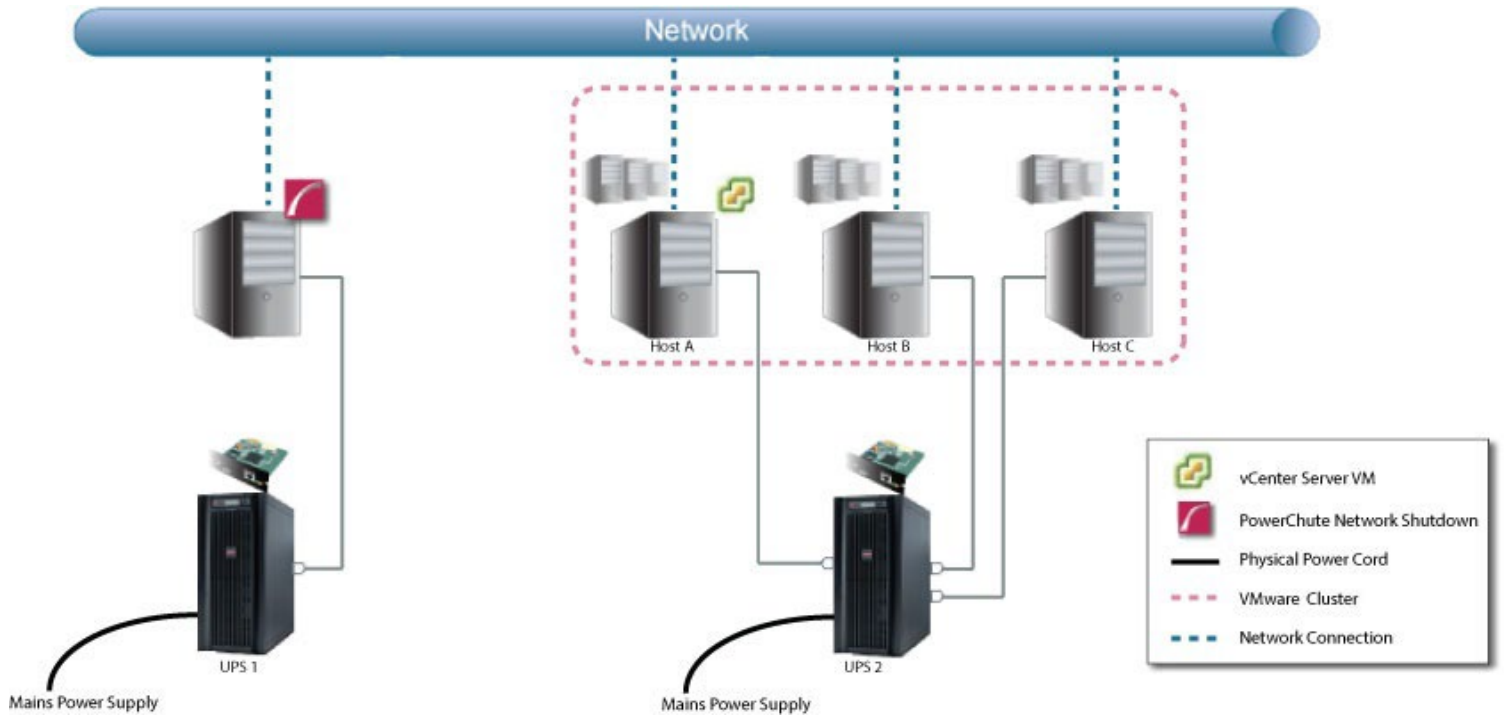 Network
Host A
Host B
Host C
vCenter Server VM
PowerChute Network Shutdown
Physical Power Cord
VMware Cluster
Network Connection
UPS 1
UPS 2
Mains Power Supply
Mains Power Supply